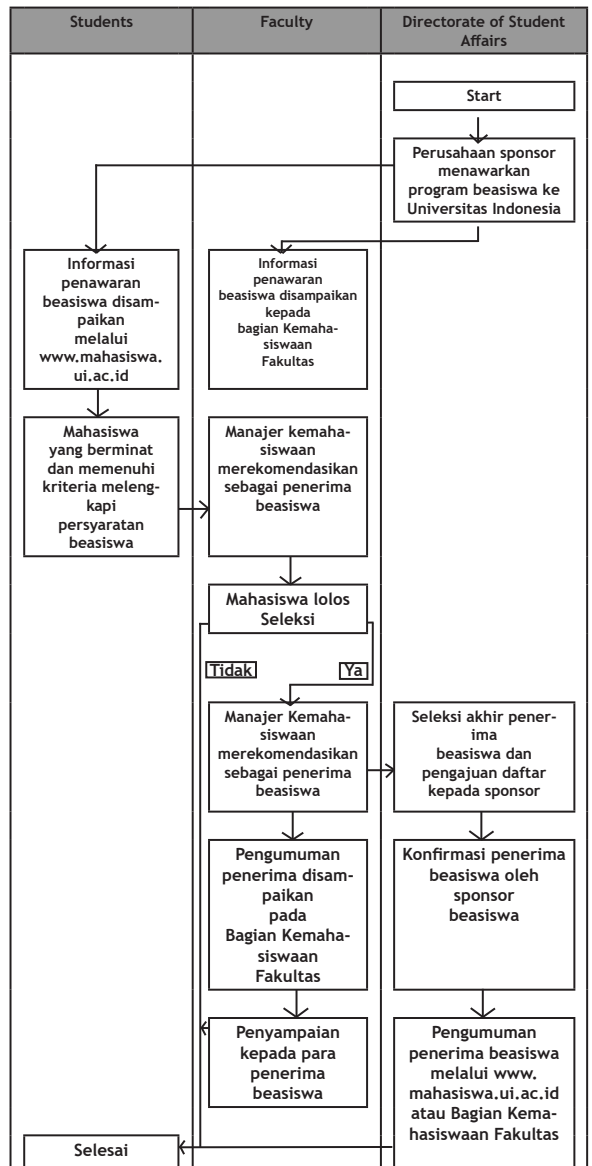 Students
Faculty
Directorate of Student
Affairs
Start
Perusahaan sponsor
menawarkan
program beasiswa ke
Universitas Indonesia
Informasi
penawaran
beasiswa disam-
paikan
melalui
www.mahasiswa.
ui.ac.id
Informasi
penawaran
beasiswa disampaikan
kepada
bagian Kemaha-
siswaan
Fakultas
Mahasiswa
yang berminat
dan memenuhi
kriteria meleng-
kapi
persyaratan
beasiswa
Manajer kemaha-
siswaan
merekomendasikan
sebagai penerima
beasiswa
Mahasiswa lolos
Seleksi
Tidak
Ya
Manajer Kemaha-
siswaan
merekomendasikan
sebagai penerima
beasiswa
Seleksi akhir pener-
ima
beasiswa dan
pengajuan daftar
kepada sponsor
Pengumuman
penerima disam-
paikan
pada
Bagian Kemaha-
siswaan
Fakultas
Konfirmasi penerima
beasiswa oleh
sponsor
beasiswa
Penyampaian
kepada para
penerima
beasiswa
Pengumuman
penerima beasiswa
melalui www.
mahasiswa.ui.ac.id
atau Bagian Kema-
hasiswaan Fakultas
Selesai